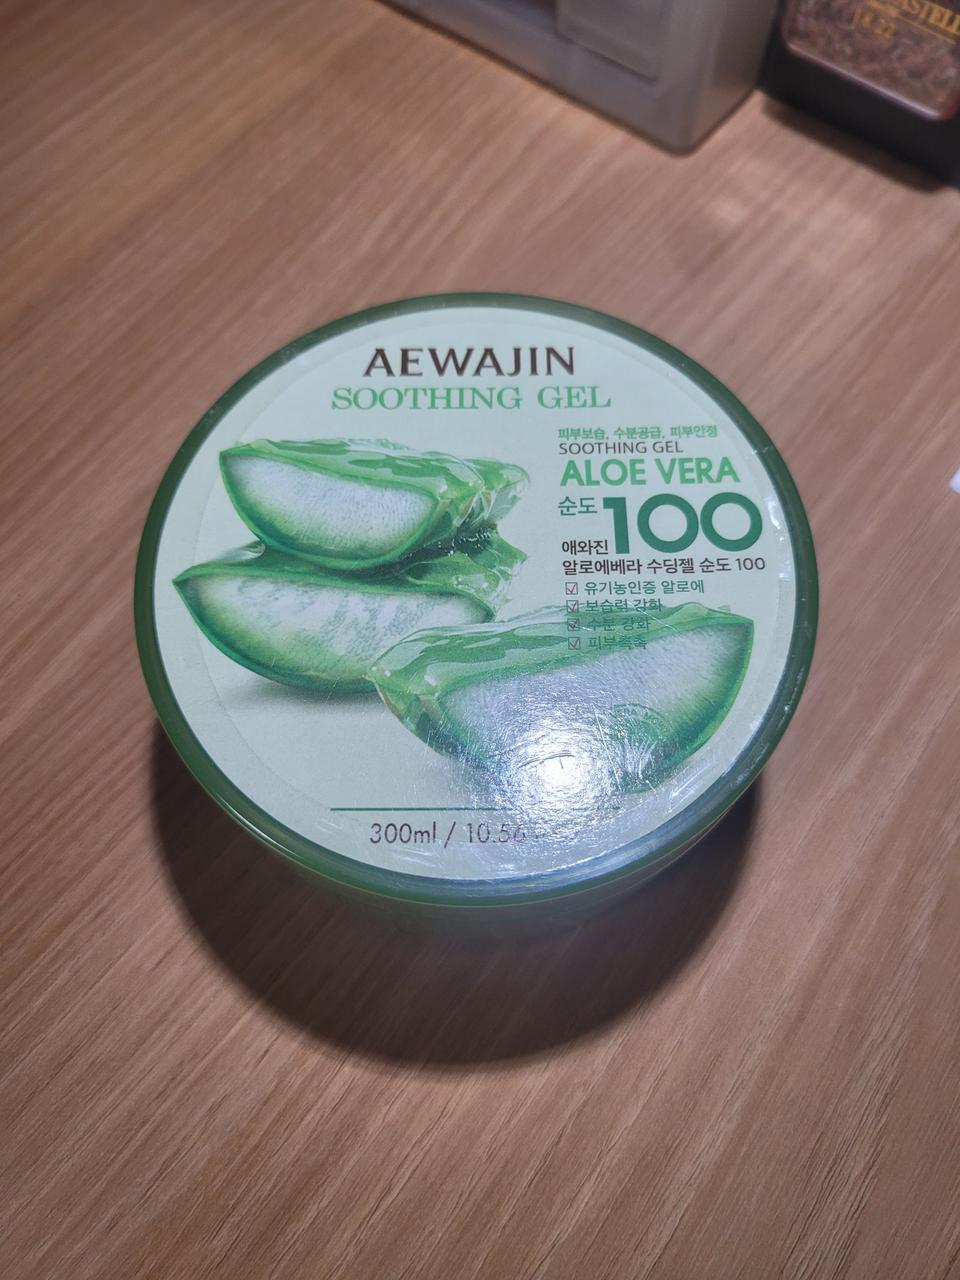 AEWAJIN
SOOTHING GEL
피부보습, 수분공급, 피부안정
SOOTHING GEL
ALOE VERA
순도 100
애와진
알로에베라 수딩젤 순도 100
☑ 유기농인증 알로에
☑ 보습력 강화
☑ 수분 강화
☑ 피부촉촉
300ml / 10.56